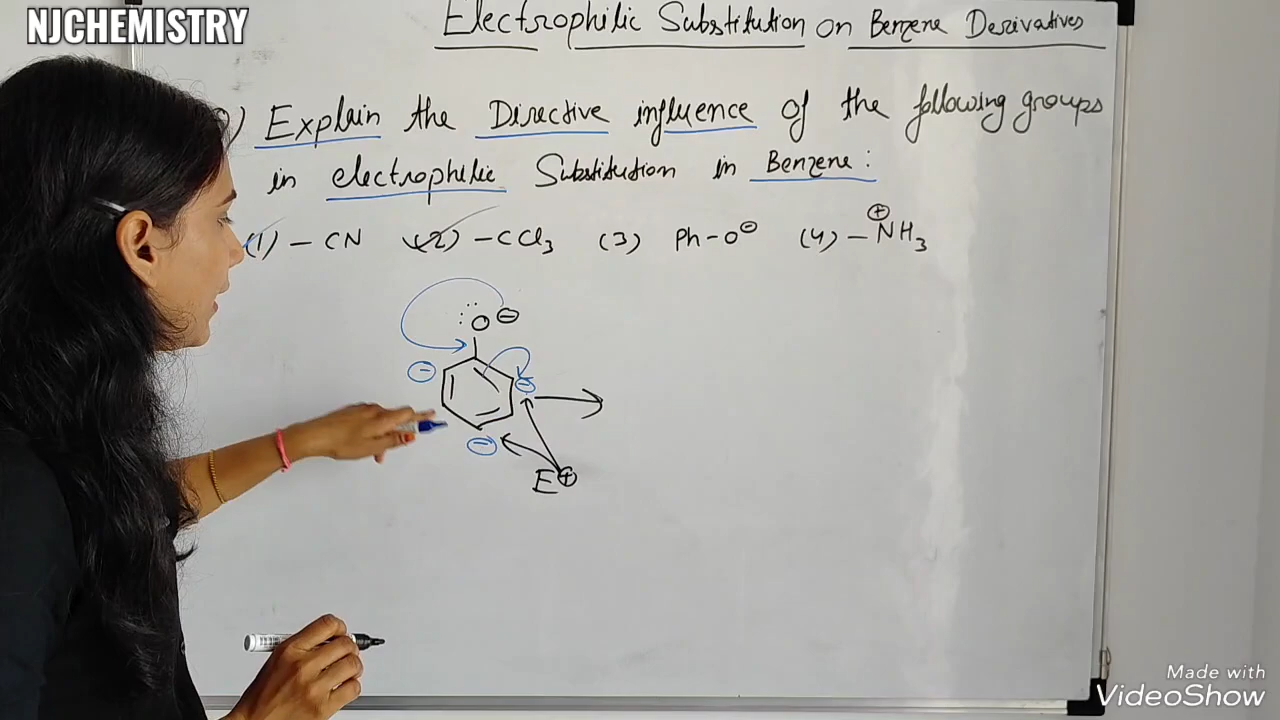 NJCHEMISTRY
Electrophilic Substitution on Benzene Derivatives
) Explain the Directive influence of the following groups
in electrophilic Substitution in Benzene:
(1) – CN (2) – CCl₃ (3) Ph–O⊖ (4) – N⊕H₃
:O:⊖
⊖
⊖
⊖
E⊕
Made with
VideoShow